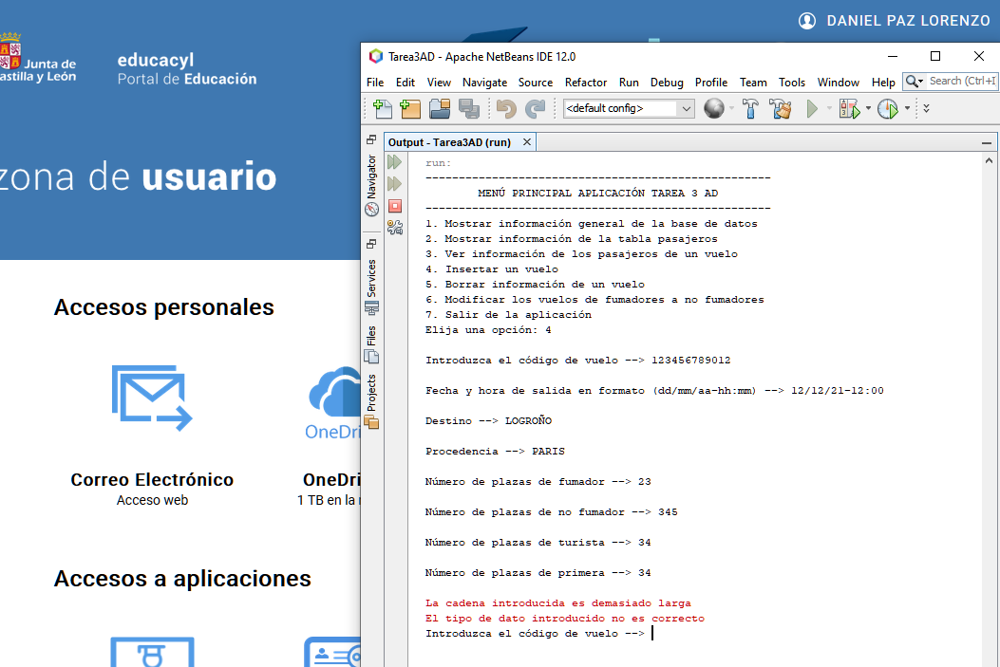 DANIEL PAZ LORENZO
Junta de
astilla y León
educacyl
Portal de Educación
zona de usuario
Accesos personales
Correo Electrónico
Acceso web
OneDri
OneDri
1 TB en la
Accesos a aplicaciones
Tarea3AD - Apache NetBeans IDE 12.0
File Edit View Navigate Source Refactor Run Debug Profile Team Tools Window Help Search (Ctrl+I
<default config>
Output - Tarea3AD (run)
Navigator
Services
Files
Projects
run:
----------------------------------------------------
MENÚ PRINCIPAL APLICACIÓN TAREA 3 AD
----------------------------------------------------
1. Mostrar información general de la base de datos
2. Mostrar información de la tabla pasajeros
3. Ver información de los pasajeros de un vuelo
4. Insertar un vuelo
5. Borrar información de un vuelo
6. Modificar los vuelos de fumadores a no fumadores
7. Salir de la aplicación
Elija una opción: 4
Introduzca el código de vuelo --> 123456789012
Fecha y hora de salida en formato (dd/mm/aa-hh:mm) --> 12/12/21-12:00
Destino --> LOGROÑO
Procedencia --> PARIS
Número de plazas de fumador --> 23
Número de plazas de no fumador --> 345
Número de plazas de turista --> 34
Número de plazas de primera --> 34
La cadena introducida es demasiado larga
El tipo de dato introducido no es correcto
Introduzca el código de vuelo -->